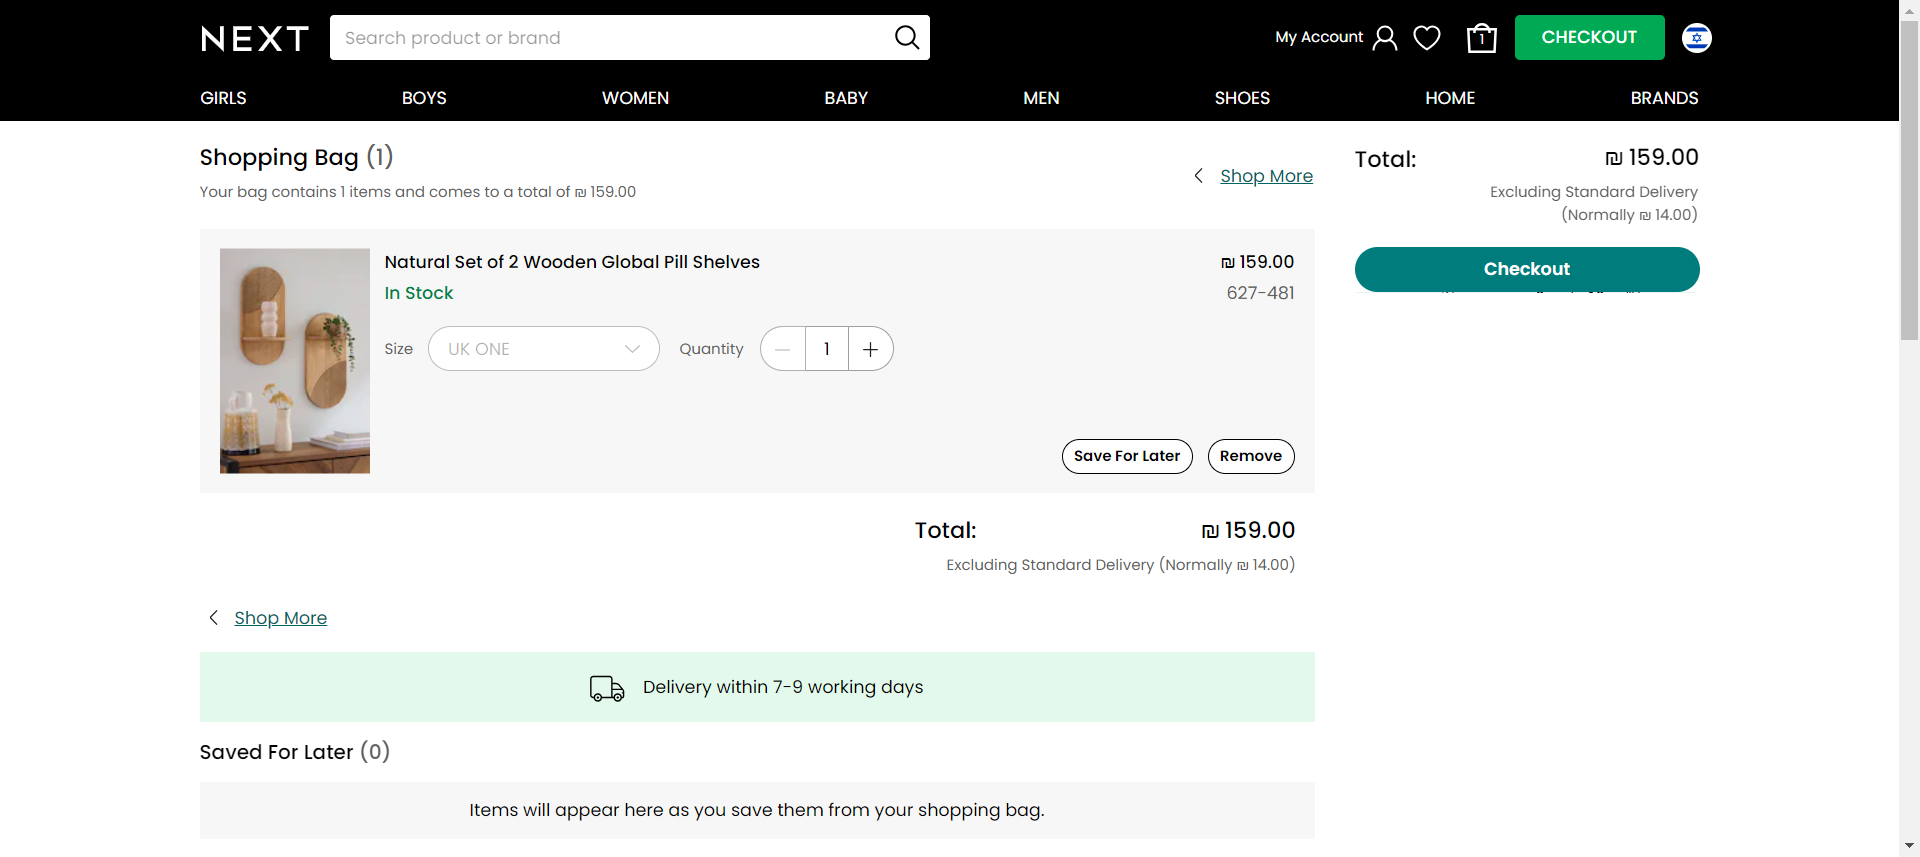 NEXT
Search product or brand
My Account
1
CHECKOUT
GIRLS
BOYS
WOMEN
BABY
MEN
SHOES
HOME
BRANDS
Shopping Bag (1)
Your bag contains 1 items and comes to a total of ₪ 159.00
Shop More
Natural Set of 2 Wooden Global Pill Shelves
₪ 159.00
In Stock
627-481
Size
UK ONE
Quantity
1
Save For Later
Remove
Total:
₪ 159.00
Excluding Standard Delivery (Normally ₪ 14.00)
Shop More
Delivery within 7-9 working days
Saved For Later (0)
Items will appear here as you save them from your shopping bag.
Total:
₪ 159.00
Excluding Standard Delivery
(Normally ₪ 14.00)
Checkout